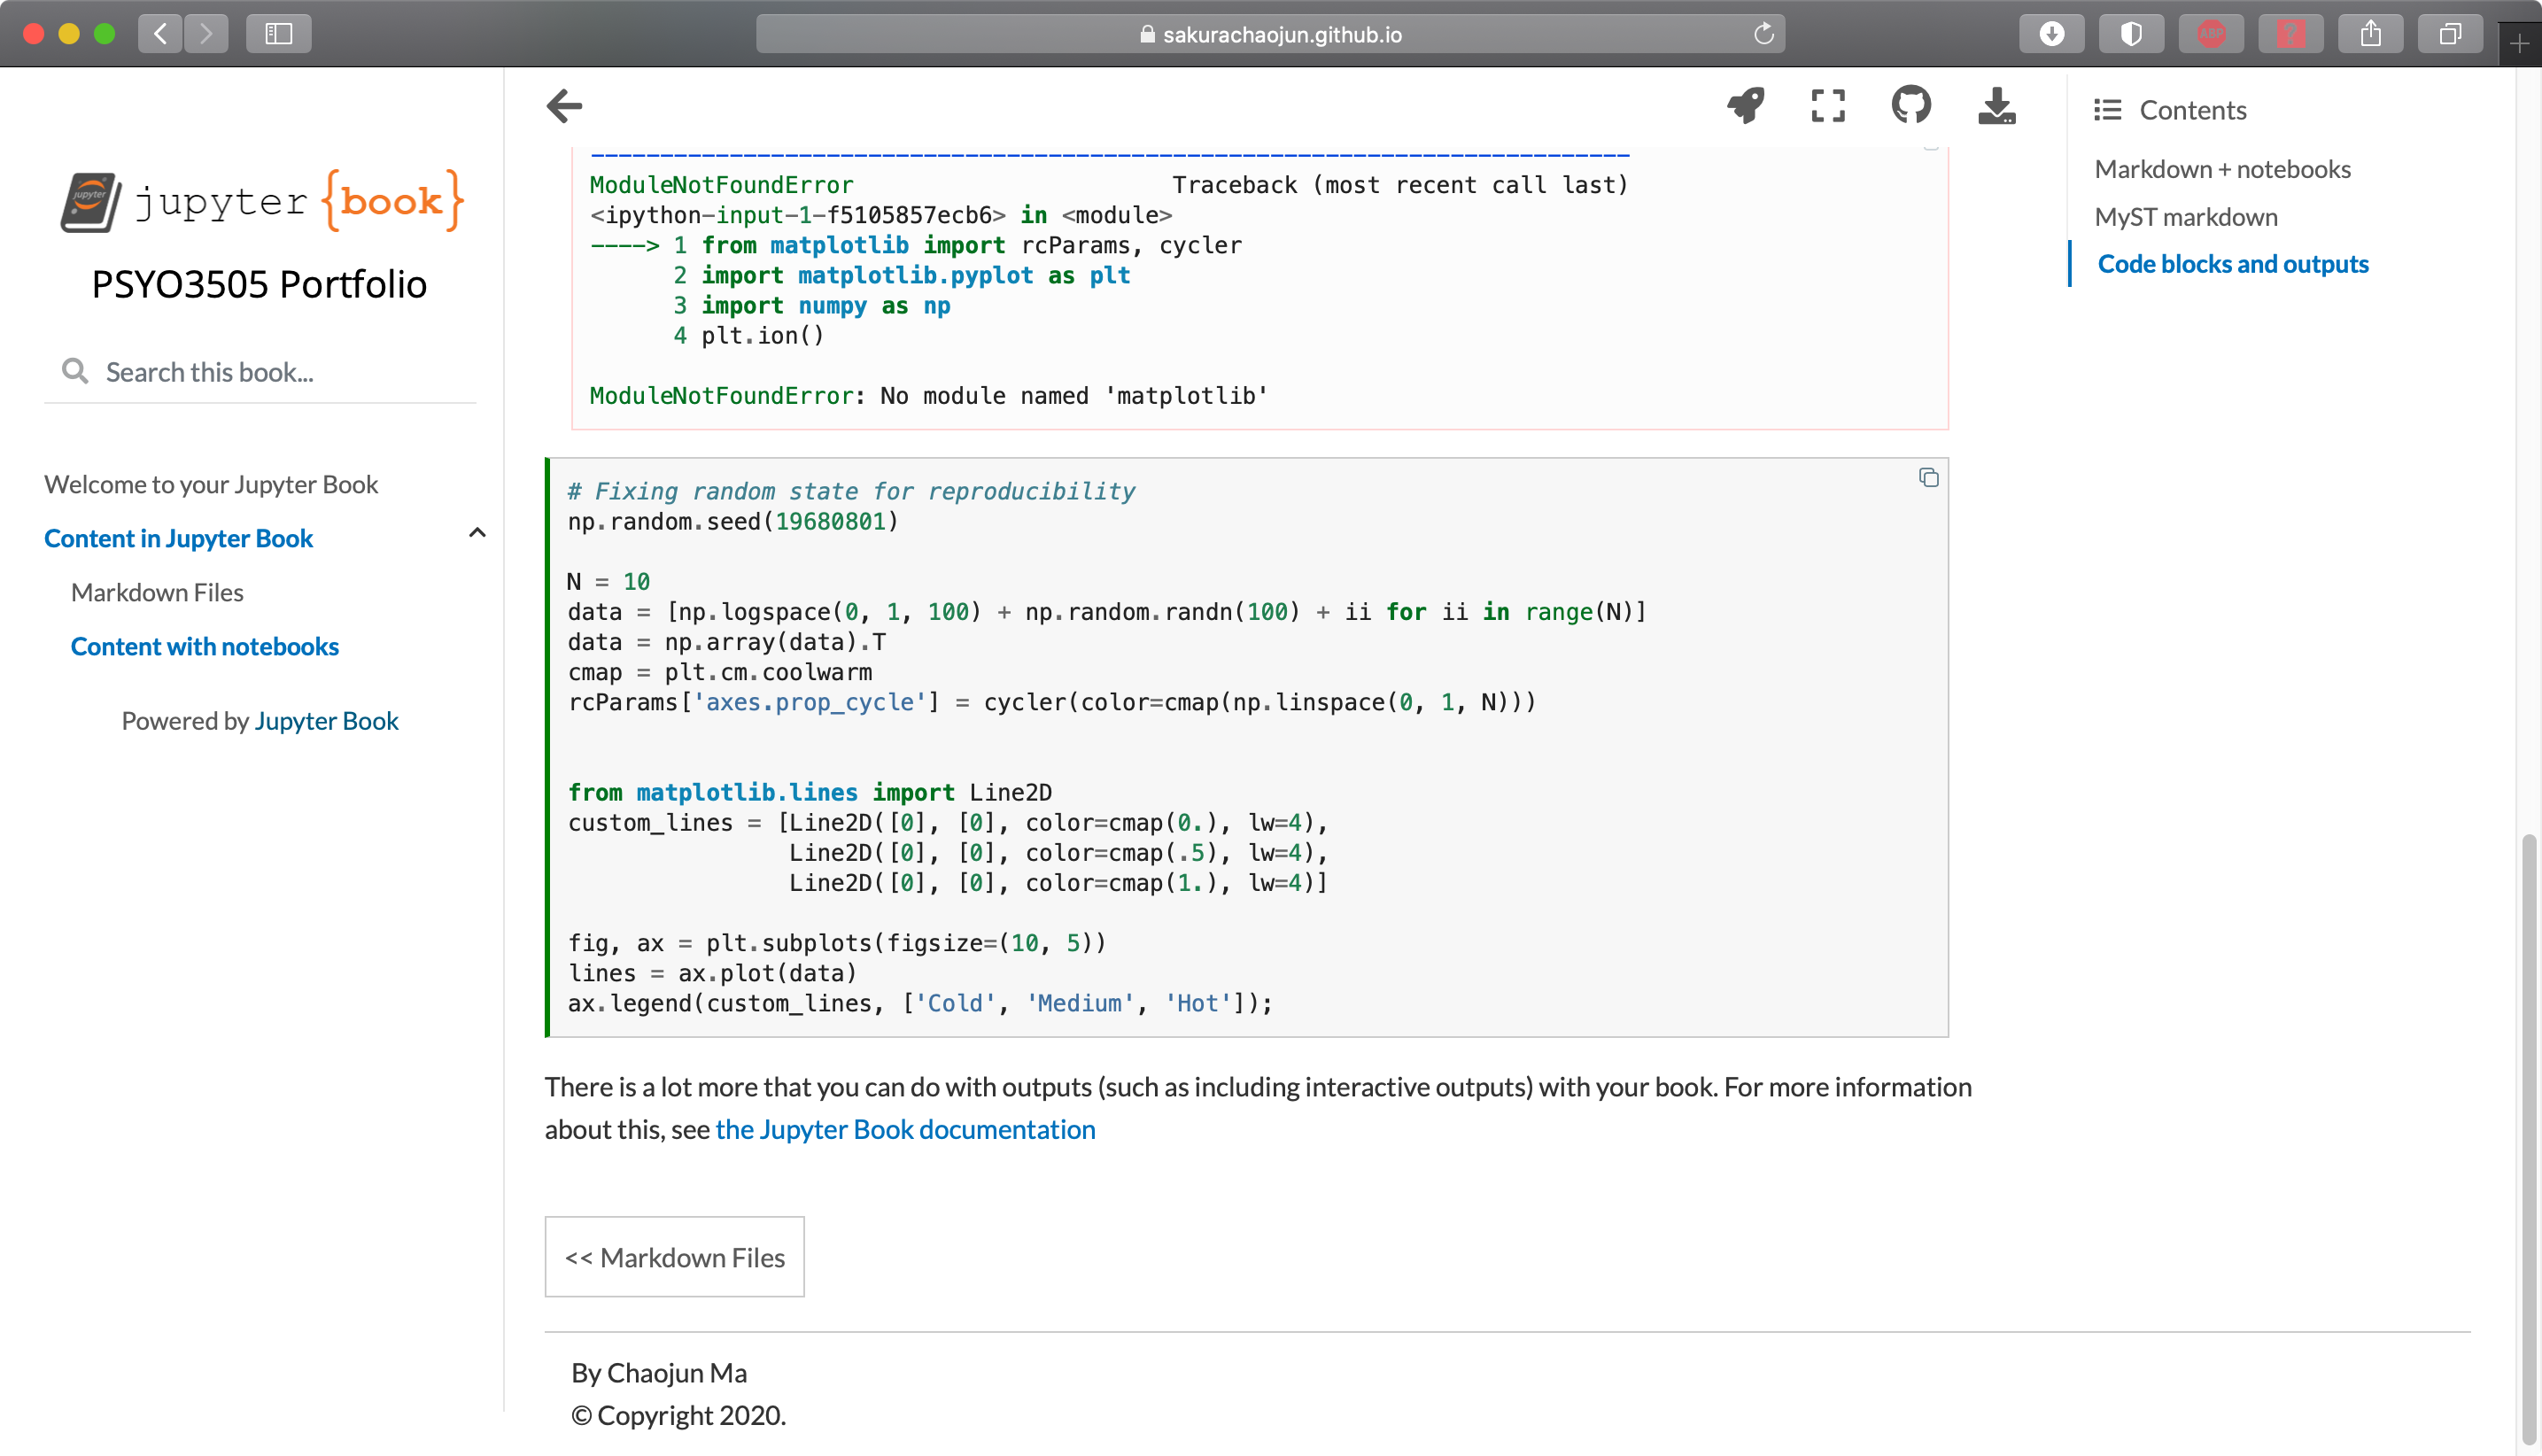 sakurachaojun.github.io
ABP
?
jupyter
jupyter {book}
PSYO3505 Portfolio
Search this book...
Welcome to your Jupyter Book
Content in Jupyter Book
Markdown Files
Content with notebooks
Powered by Jupyter Book
---------------------------------------------------------------------------
ModuleNotFoundError                       Traceback (most recent call last)
<ipython-input-1-f5105857ecb6> in <module>
----> 1 from matplotlib import rcParams, cycler
      2 import matplotlib.pyplot as plt
      3 import numpy as np
      4 plt.ion()
ModuleNotFoundError: No module named 'matplotlib'
# Fixing random state for reproducibility
np.random.seed(19680801)
N = 10
data = [np.logspace(0, 1, 100) + np.random.randn(100) + ii for ii in range(N)]
data = np.array(data).T
cmap = plt.cm.coolwarm
rcParams['axes.prop_cycle'] = cycler(color=cmap(np.linspace(0, 1, N)))
from matplotlib.lines import Line2D
custom_lines = [Line2D([0], [0], color=cmap(0.), lw=4),
                Line2D([0], [0], color=cmap(.5), lw=4),
                Line2D([0], [0], color=cmap(1.), lw=4)]
fig, ax = plt.subplots(figsize=(10, 5))
lines = ax.plot(data)
ax.legend(custom_lines, ['Cold', 'Medium', 'Hot']);
There is a lot more that you can do with outputs (such as including interactive outputs) with your book. For more information
about this, see the Jupyter Book documentation
<< Markdown Files
By Chaojun Ma
© Copyright 2020.
Contents
Markdown + notebooks
MyST markdown
Code blocks and outputs